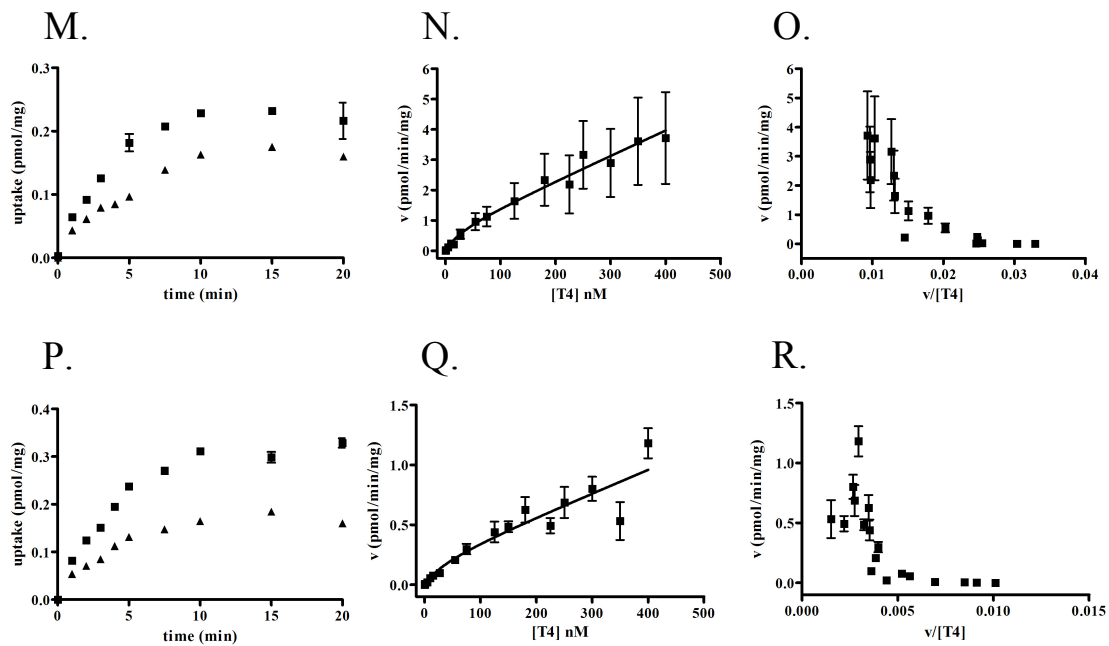 M. N. O.
0.3
0.2
0.1
0.0
uptake (pmol/mg)
0 5 10 15 20
time (min)
6
5
4
3
2
1
0
v (pmol/min/mg)
0 100 200 300 400 500
[T4] nM
6
5
4
3
2
1
0
v (pmol/min/mg)
0.00 0.01 0.02 0.03 0.04
v/[T4]
P. Q. R.
0.4
0.3
0.2
0.1
0.0
uptake (pmol/mg)
0 5 10 15 20
time (min)
1.5
1.0
0.5
0.0
v (pmol/min/mg)
0 100 200 300 400 500
[T4] nM
1.5
1.0
0.5
0.0
v (pmol/min/mg)
0.000 0.005 0.010 0.015
v/[T4]